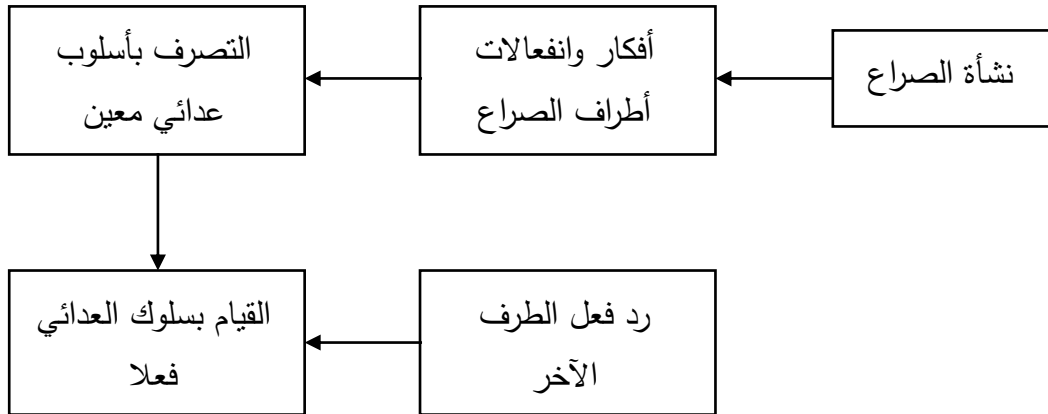 نشأة الصراع
أفكار وانفعالات
أطراف الصراع
التصرف بأسلوب
عدائي معين
القيام بسلوك العدائي
فعلا
رد فعل الطرف
الآخر